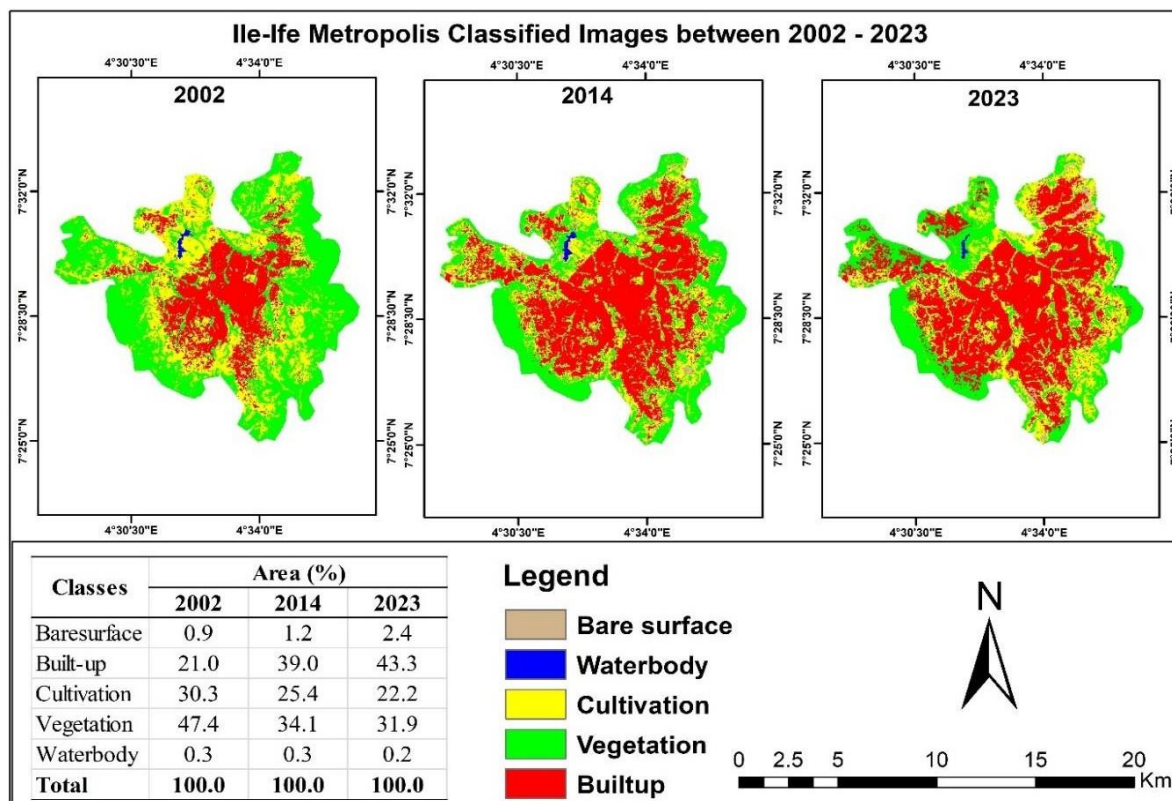 Ile-Ife Metropolis Classified Images between 2002 - 2023
4°30'30"E 4°34'0"E 4°30'30"E 4°34'0"E 4°30'30"E 4°34'0"E
2002 2014 2023
7°32'0"N 7°32'0"N 7°32'0"N
7°28'30"N 7°28'30"N 7°28'30"N
7°25'0"N 7°25'0"N 7°25'0"N
4°30'30"E 4°34'0"E 4°30'30"E 4°34'0"E 4°30'30"E 4°34'0"E
Classes Area (%)
2002 2014 2023
Baresurface 0.9 1.2 2.4
Built-up 21.0 39.0 43.3
Cultivation 30.3 25.4 22.2
Vegetation 47.4 34.1 31.9
Waterbody 0.3 0.3 0.2
Total 100.0 100.0 100.0
Legend
Bare surface
Waterbody
Cultivation
Vegetation
Builtup
N
0 2.5 5 10 15 20
Km